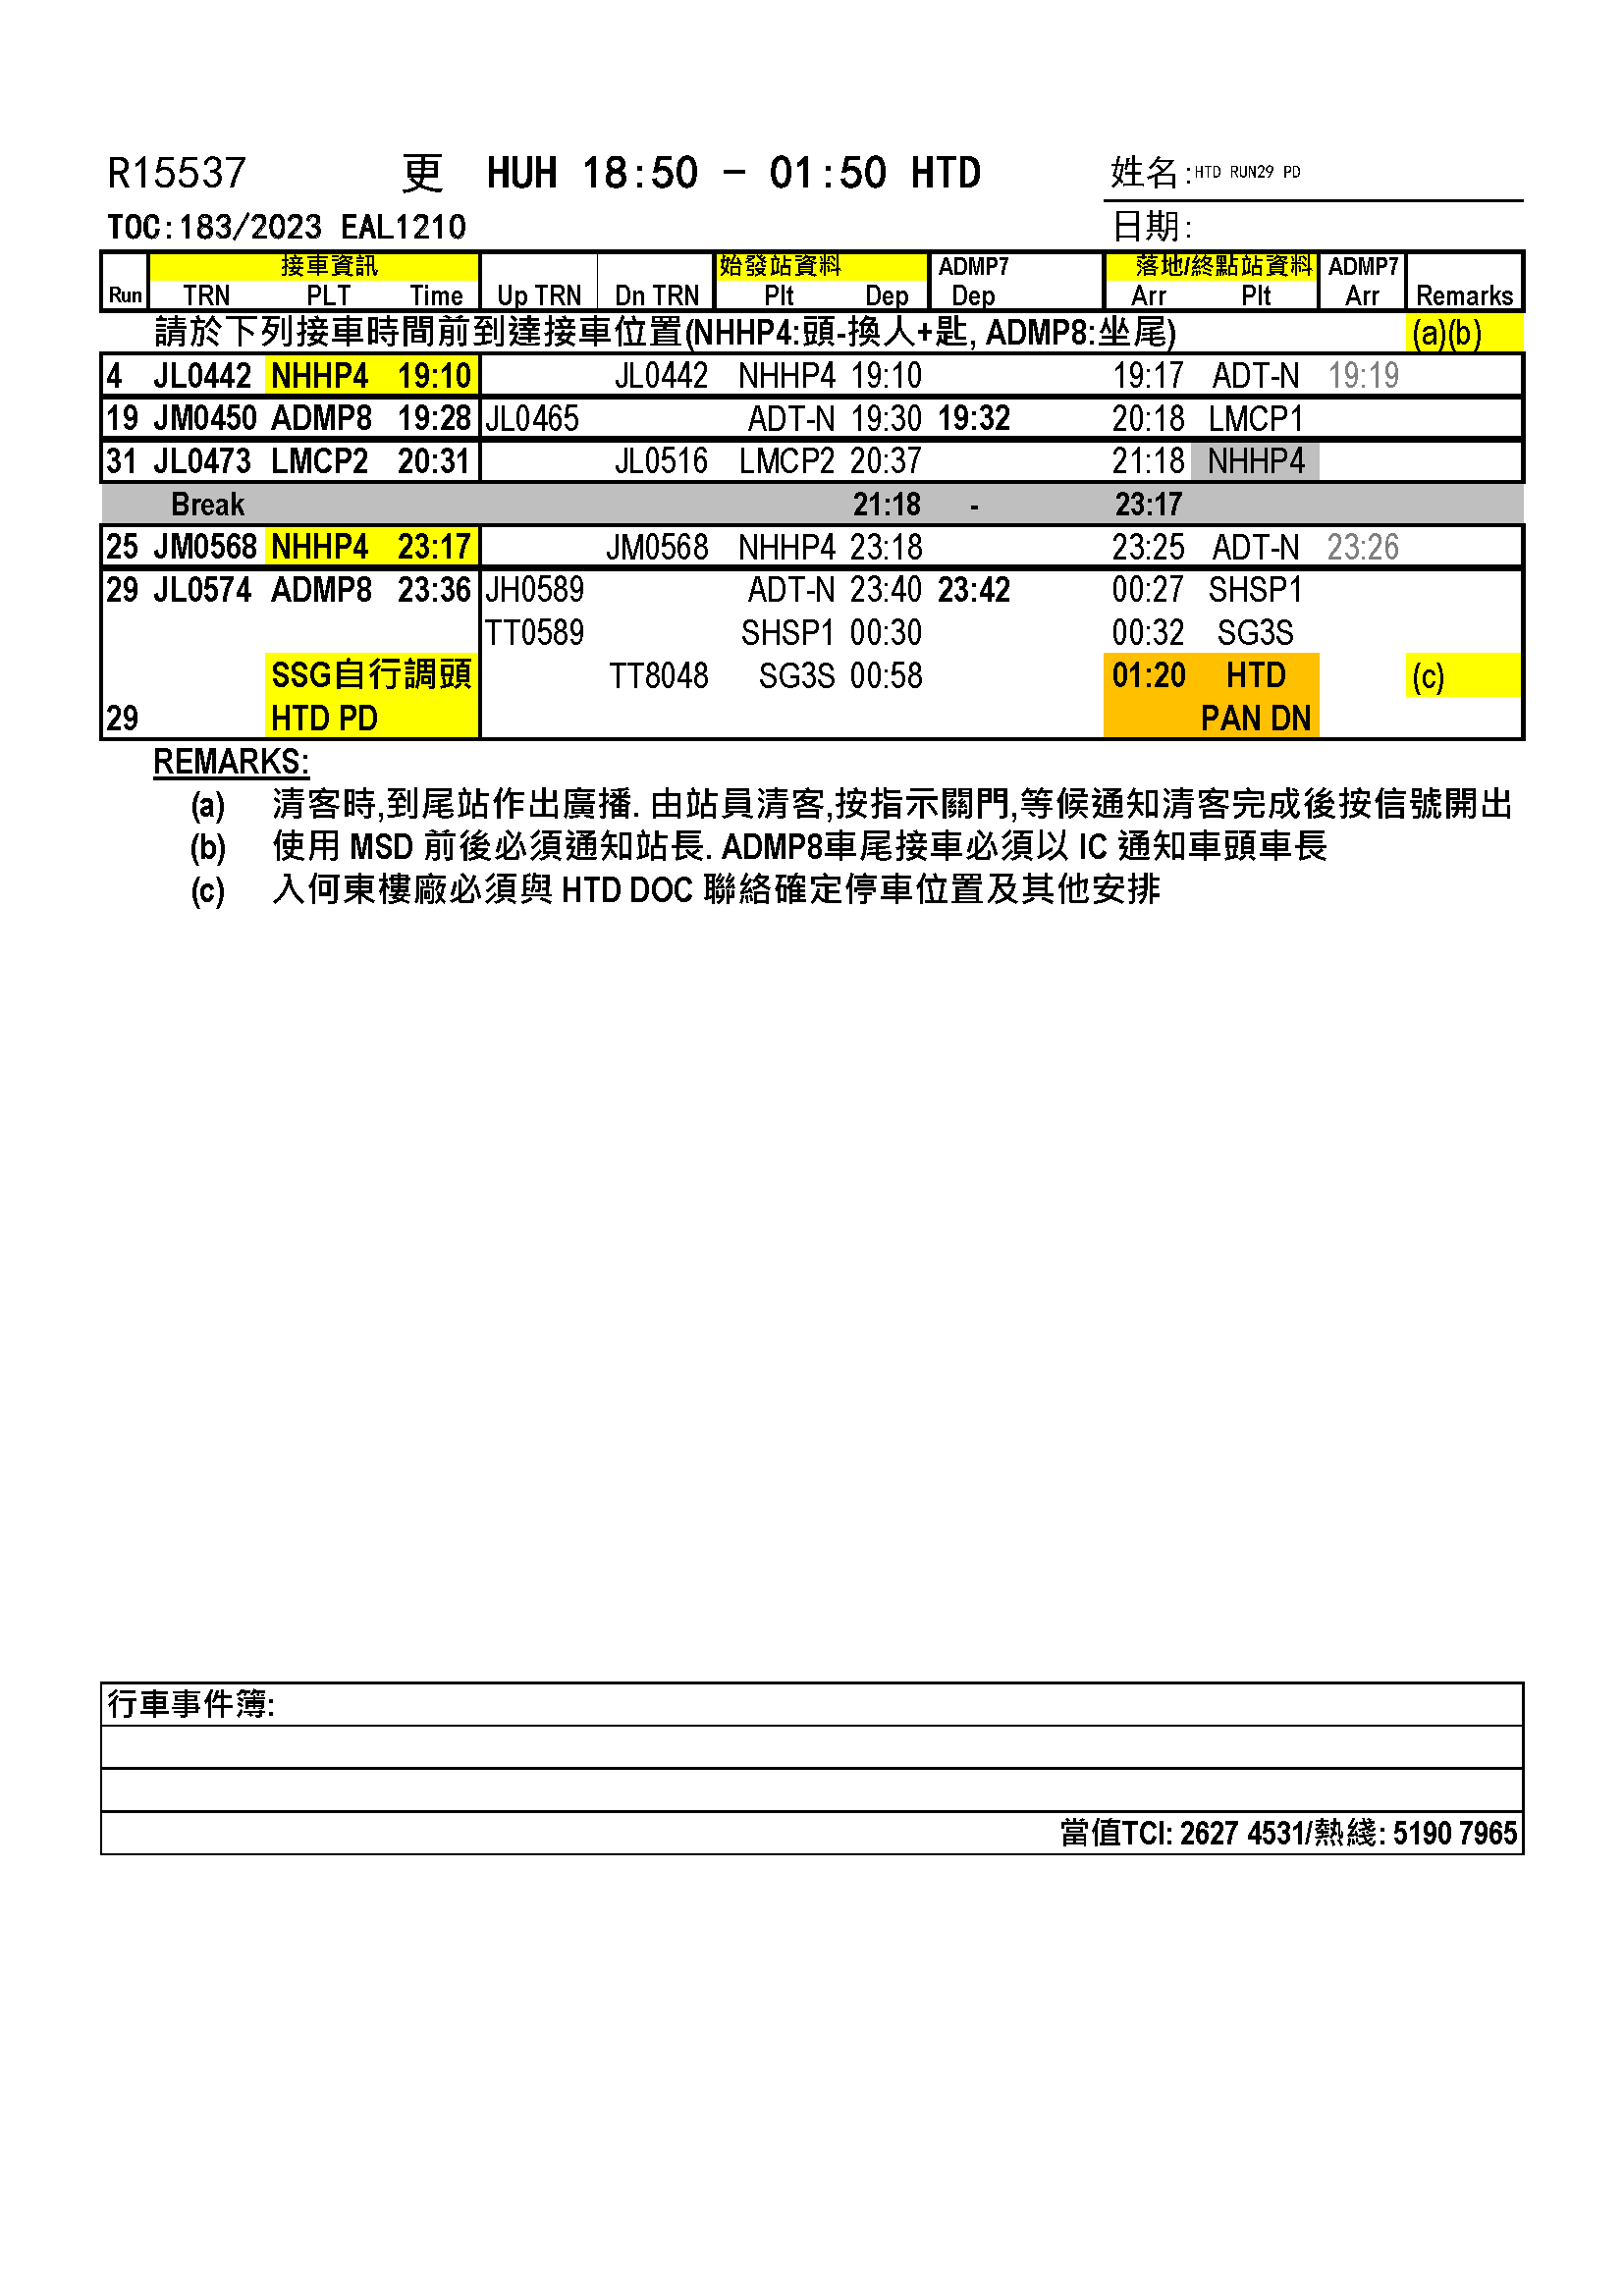 R15537 更 HUH 18:50 - 01:50 HTD 姓名:HTD RUN29 PD
TOC:183/2023 EAL1210 日期:
接車資訊 始發站資料 ADMP7 落地/終點站資料 ADMP7
Run TRN PLT Time Up TRN Dn TRN Plt Dep Dep Arr Plt Arr Remarks
請於下列接車時間前到達接車位置(NHHP4:頭-換人+匙, ADMP8:坐尾) (a)(b)
4 JL0442 NHHP4 19:10 JL0442 NHHP4 19:10 19:17 ADT-N 19:19
19 JM0450 ADMP8 19:28 JL0465 ADT-N 19:30 19:32 20:18 LMCP1
31 JL0473 LMCP2 20:31 JL0516 LMCP2 20:37 21:18 NHHP4
Break 21:18 - 23:17
25 JM0568 NHHP4 23:17 JM0568 NHHP4 23:18 23:25 ADT-N 23:26
29 JL0574 ADMP8 23:36 JH0589 ADT-N 23:40 23:42 00:27 SHSP1
TT0589 SHSP1 00:30 00:32 SG3S
SSG自行調頭 TT8048 SG3S 00:58 01:20 HTD (c)
29 HTD PD PAN DN
REMARKS:
(a) 清客時,到尾站作出廣播. 由站員清客,按指示關門,等候通知清客完成後按信號開出
(b) 使用 MSD 前後必須通知站長. ADMP8車尾接車必須以 IC 通知車頭車長
(c) 入何東樓廠必須與 HTD DOC 聯絡確定停車位置及其他安排
行車事件簿:
當值TCI: 2627 4531/熱綫: 5190 7965